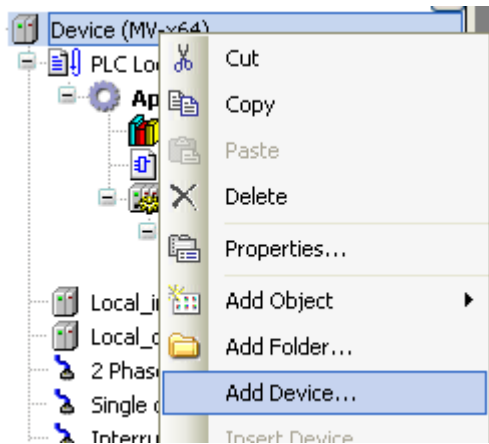 Device (MV-x64)
Cut
PLC Lo
Ap
Copy
Paste
Delete
Properties...
Local_i
Add Object
Local_o
Add Folder...
2 Phas
Add Device...
Single
Interru
Insert Device